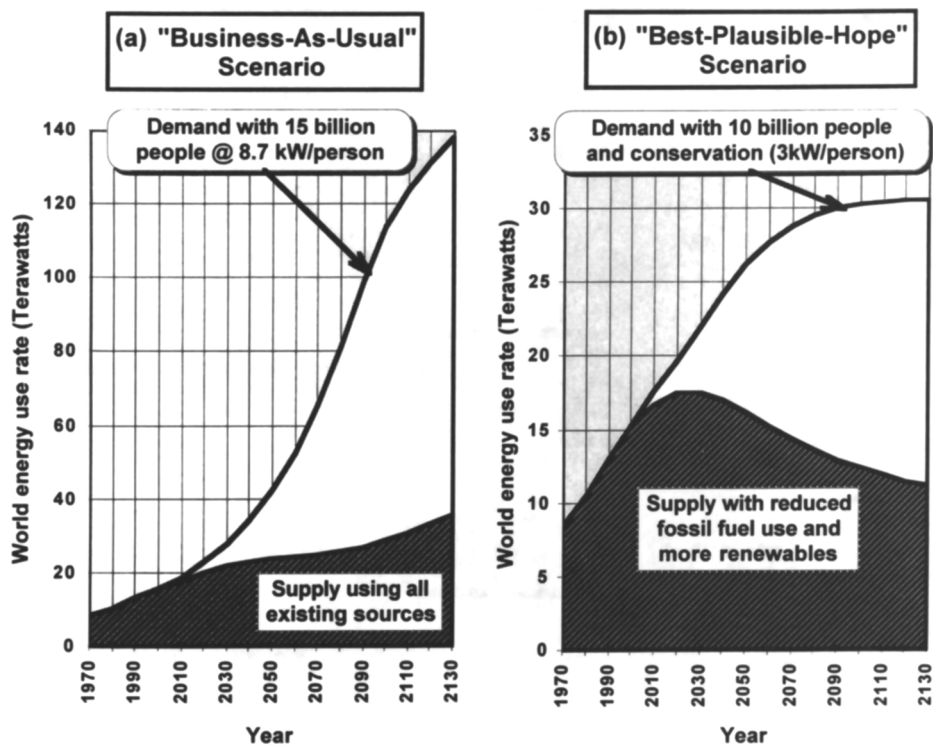 (a) "Business-As-Usual"
Scenario
Demand with 15 billion
people @ 8.7 kW/person
World energy use rate (Terawatts)
140
120
100
80
60
40
20
0
Supply using all
existing sources
1970
1990
2010
2030
2050
2070
2090
2110
2130
Year
(b) "Best-Plausible-Hope"
Scenario
Demand with 10 billion people
and conservation (3kW/person)
World energy use rate (Terawatts)
35
30
25
20
15
10
5
0
Supply with reduced
fossil fuel use and
more renewables
1970
1990
2010
2030
2050
2070
2090
2110
2130
Year